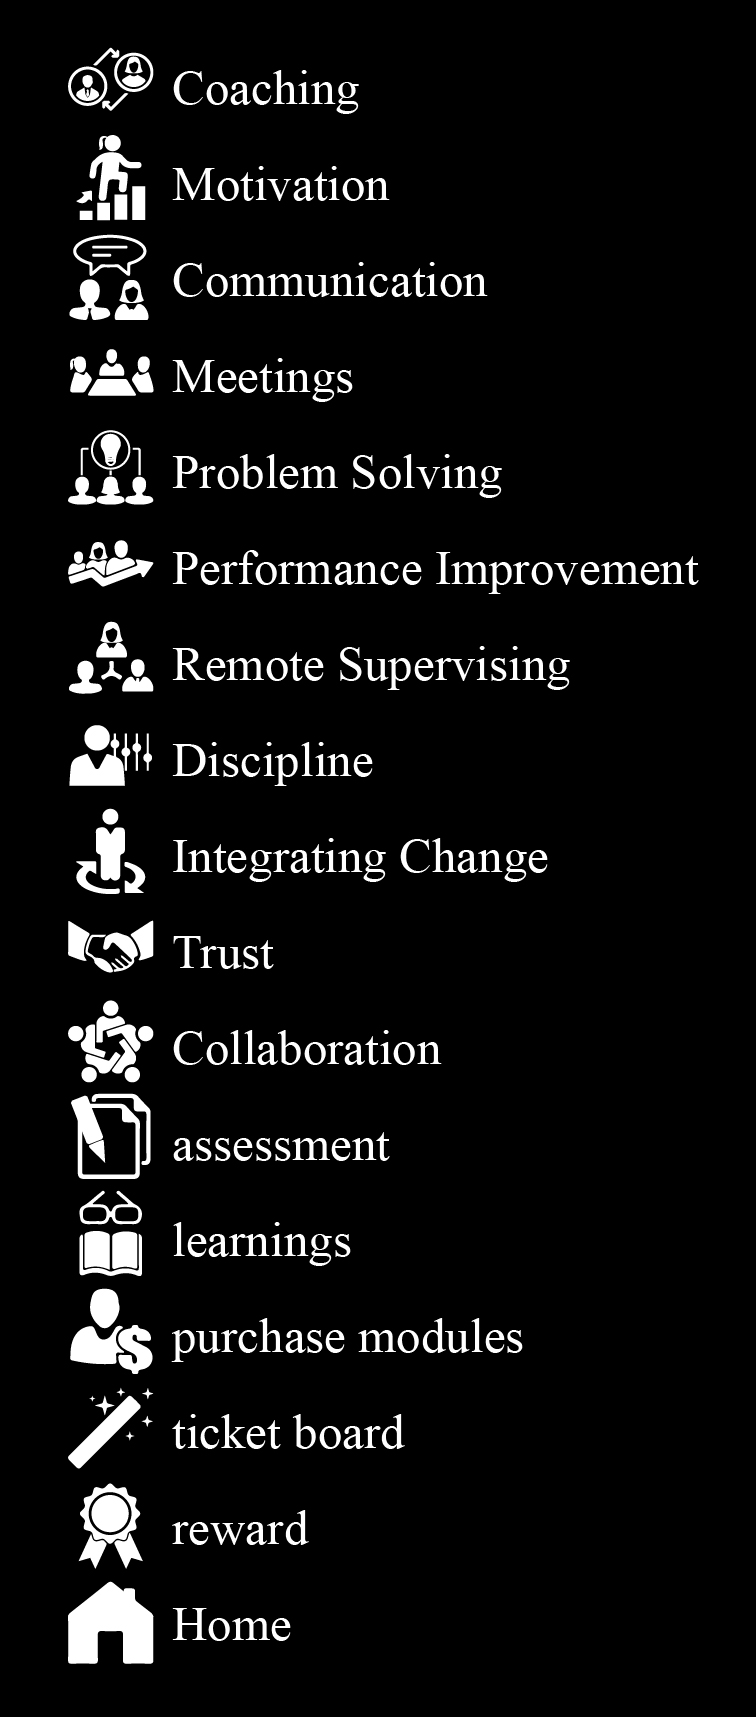 Coaching
Motivation
Communication
Meetings
Problem Solving
Performance Improvement
Remote Supervising
Discipline
Integrating Change
Trust
Collaboration
assessment
learnings
purchase modules
ticket board
reward
Home